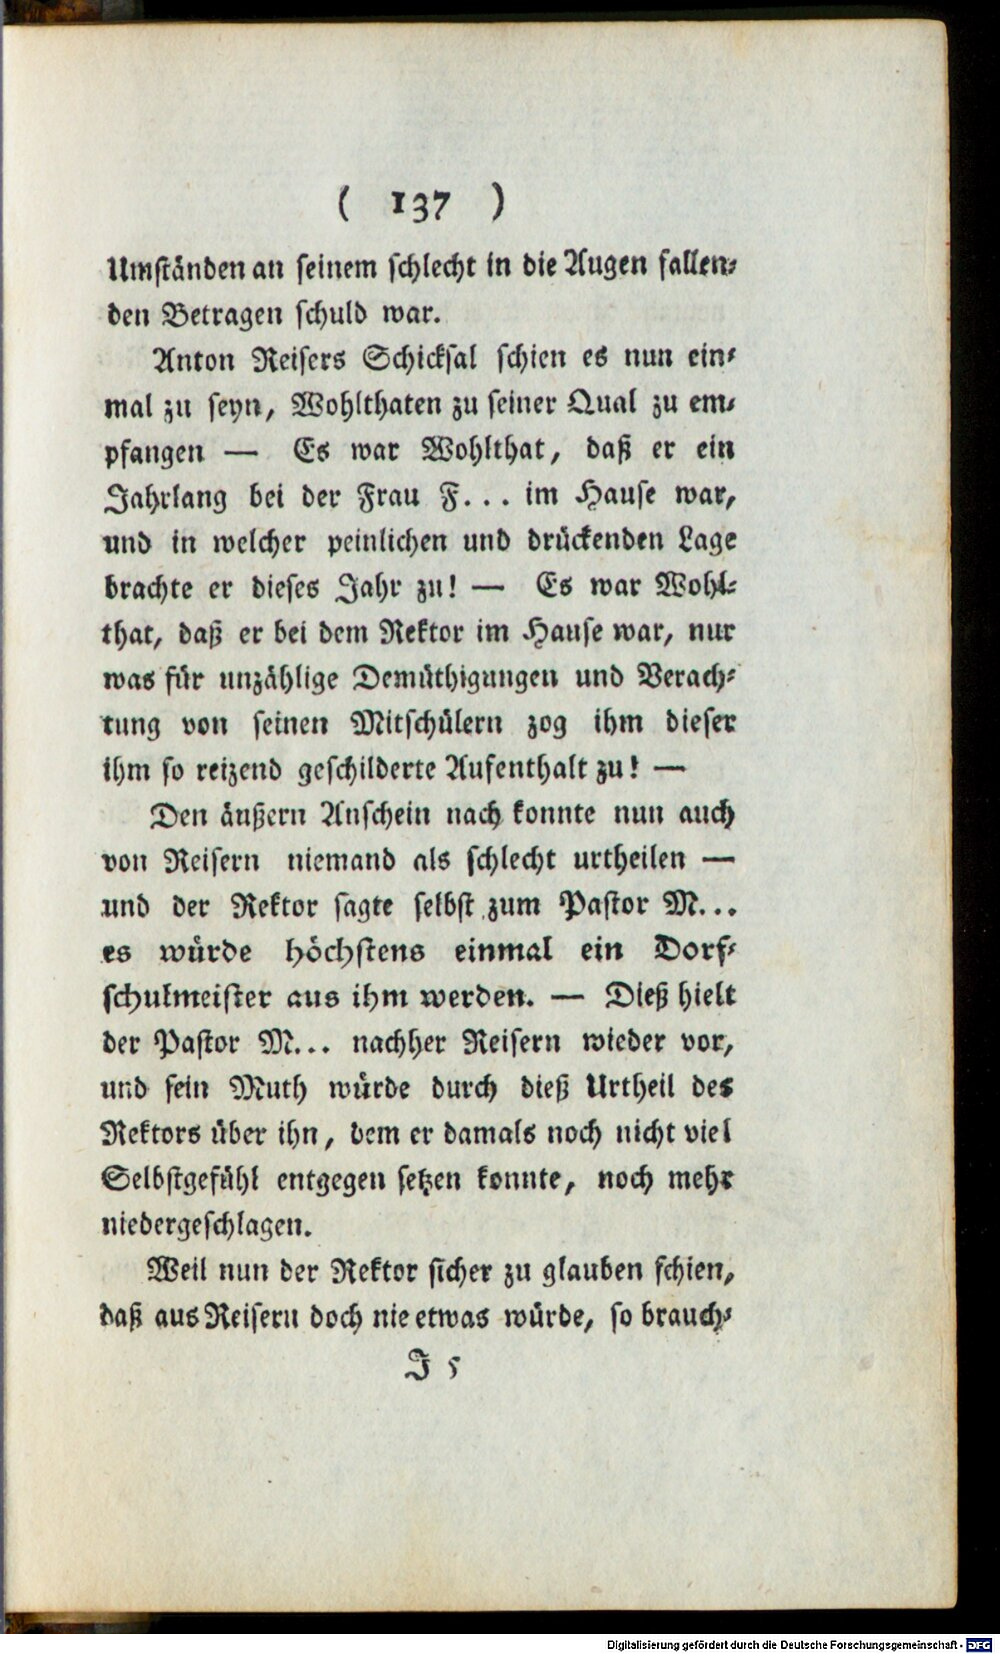 ( 137 )
Umständen an seinem schlecht in die Augen fallen-
den Betragen schuld war.
Anton Reisers Schicksal schien es nun ein-
mal zu seyn, Wohlthaten zu seiner Qual zu em-
pfangen — Es war Wohlthat, daß er ein
Jahrlang bei der Frau F... im Hause war,
und in welcher peinlichen und drückenden Lage
brachte er dieses Jahr zu! — Es war Wohl-
that, daß er bei dem Rektor im Hause war, nur
was für unzählige Demüthigungen und Verach-
tung von seinen Mitschülern zog ihm dieser
ihm so reizend geschilderte Aufenthalt zu! —
Den äußern Anschein nach konnte nun auch
von Reisern niemand als schlecht urtheilen —
und der Rektor sagte selbst zum Pastor M...
es würde höchstens einmal ein Dorf-
schulmeister aus ihm werden. — Dieß hielt
der Pastor M... nachher Reisern wieder vor,
und sein Muth würde durch dieß Urtheil des
Rektors über ihn, dem er damals noch nicht viel
Selbstgefühl entgegen setzen konnte, noch mehr
niedergeschlagen.
Weil nun der Rektor sicher zu glauben schien,
daß aus Reisern doch nie etwas würde, so brauch-
J 5
Digitalisierung gefördert durch die Deutsche Forschungsgemeinschaft - DFG